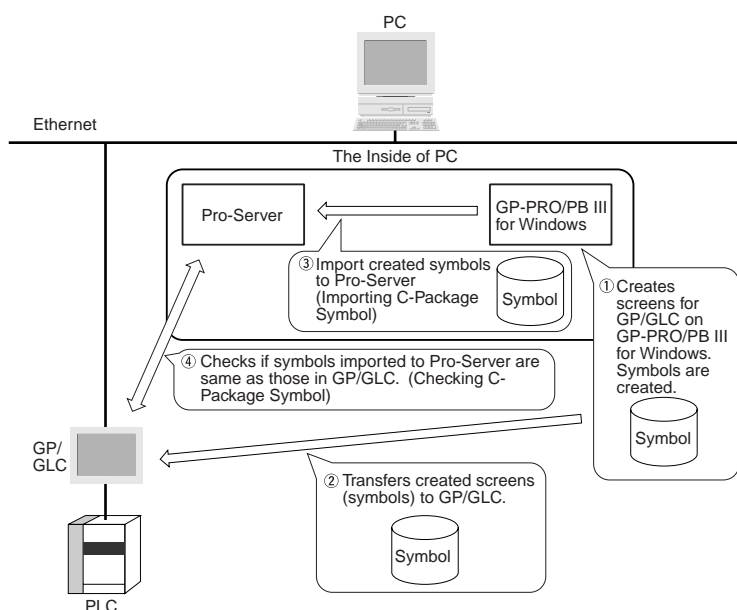 PC
Ethernet
The Inside of PC
Pro-Server
GP-PRO/PB III
for Windows
③ Import created symbols
to Pro-Server
(Importing C-Package
Symbol)
Symbol
① Creates
screens for
GP/GLC on
GP-PRO/PB III
for Windows.
Symbols are
created.
Symbol
④ Checks if symbols imported to Pro-Server are
same as those in GP/GLC. (Checking C-
Package Symbol)
GP/
GLC
② Transfers created screens
(symbols) to GP/GLC.
Symbol
PLC